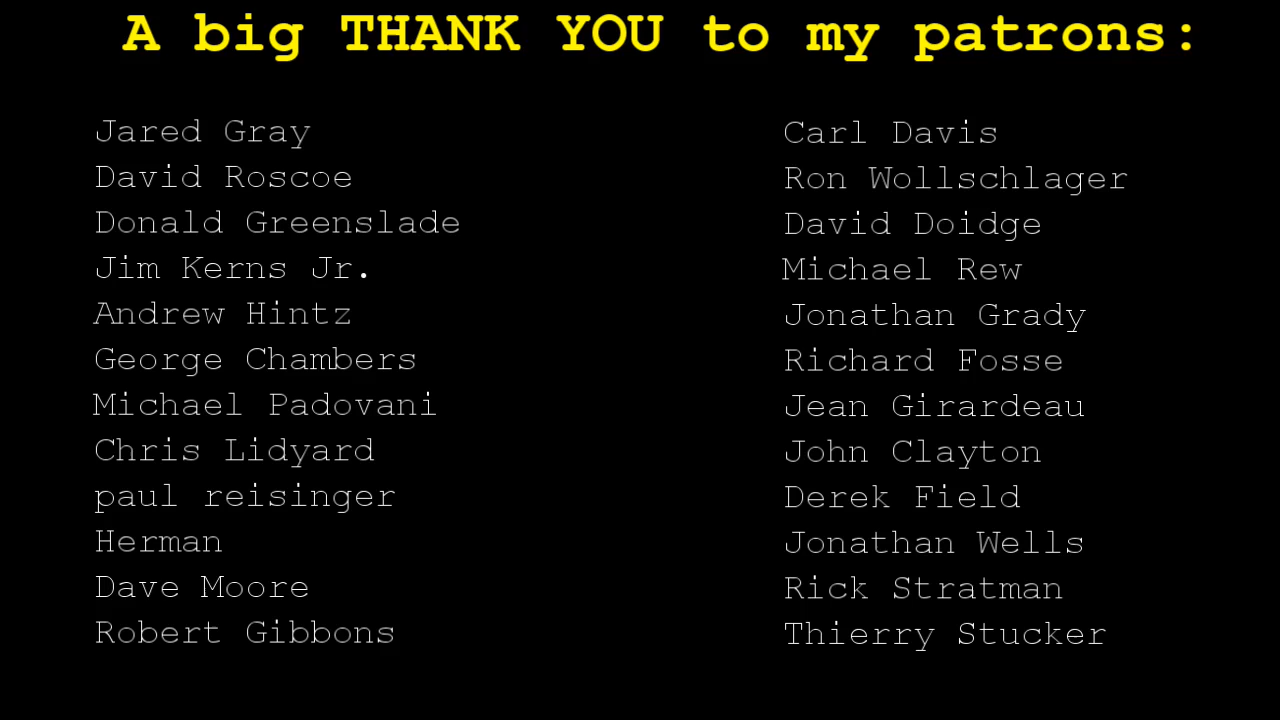 A big THANK YOU to my patrons:
Jared Gray
David Roscoe
Donald Greenslade
Jim Kerns Jr.
Andrew Hintz
George Chambers
Michael Padovani
Chris Lidyard
paul reisinger
Herman
Dave Moore
Robert Gibbons
Carl Davis
Ron Wollschlager
David Doidge
Michael Rew
Jonathan Grady
Richard Fosse
Jean Girardeau
John Clayton
Derek Field
Jonathan Wells
Rick Stratman
Thierry Stucker